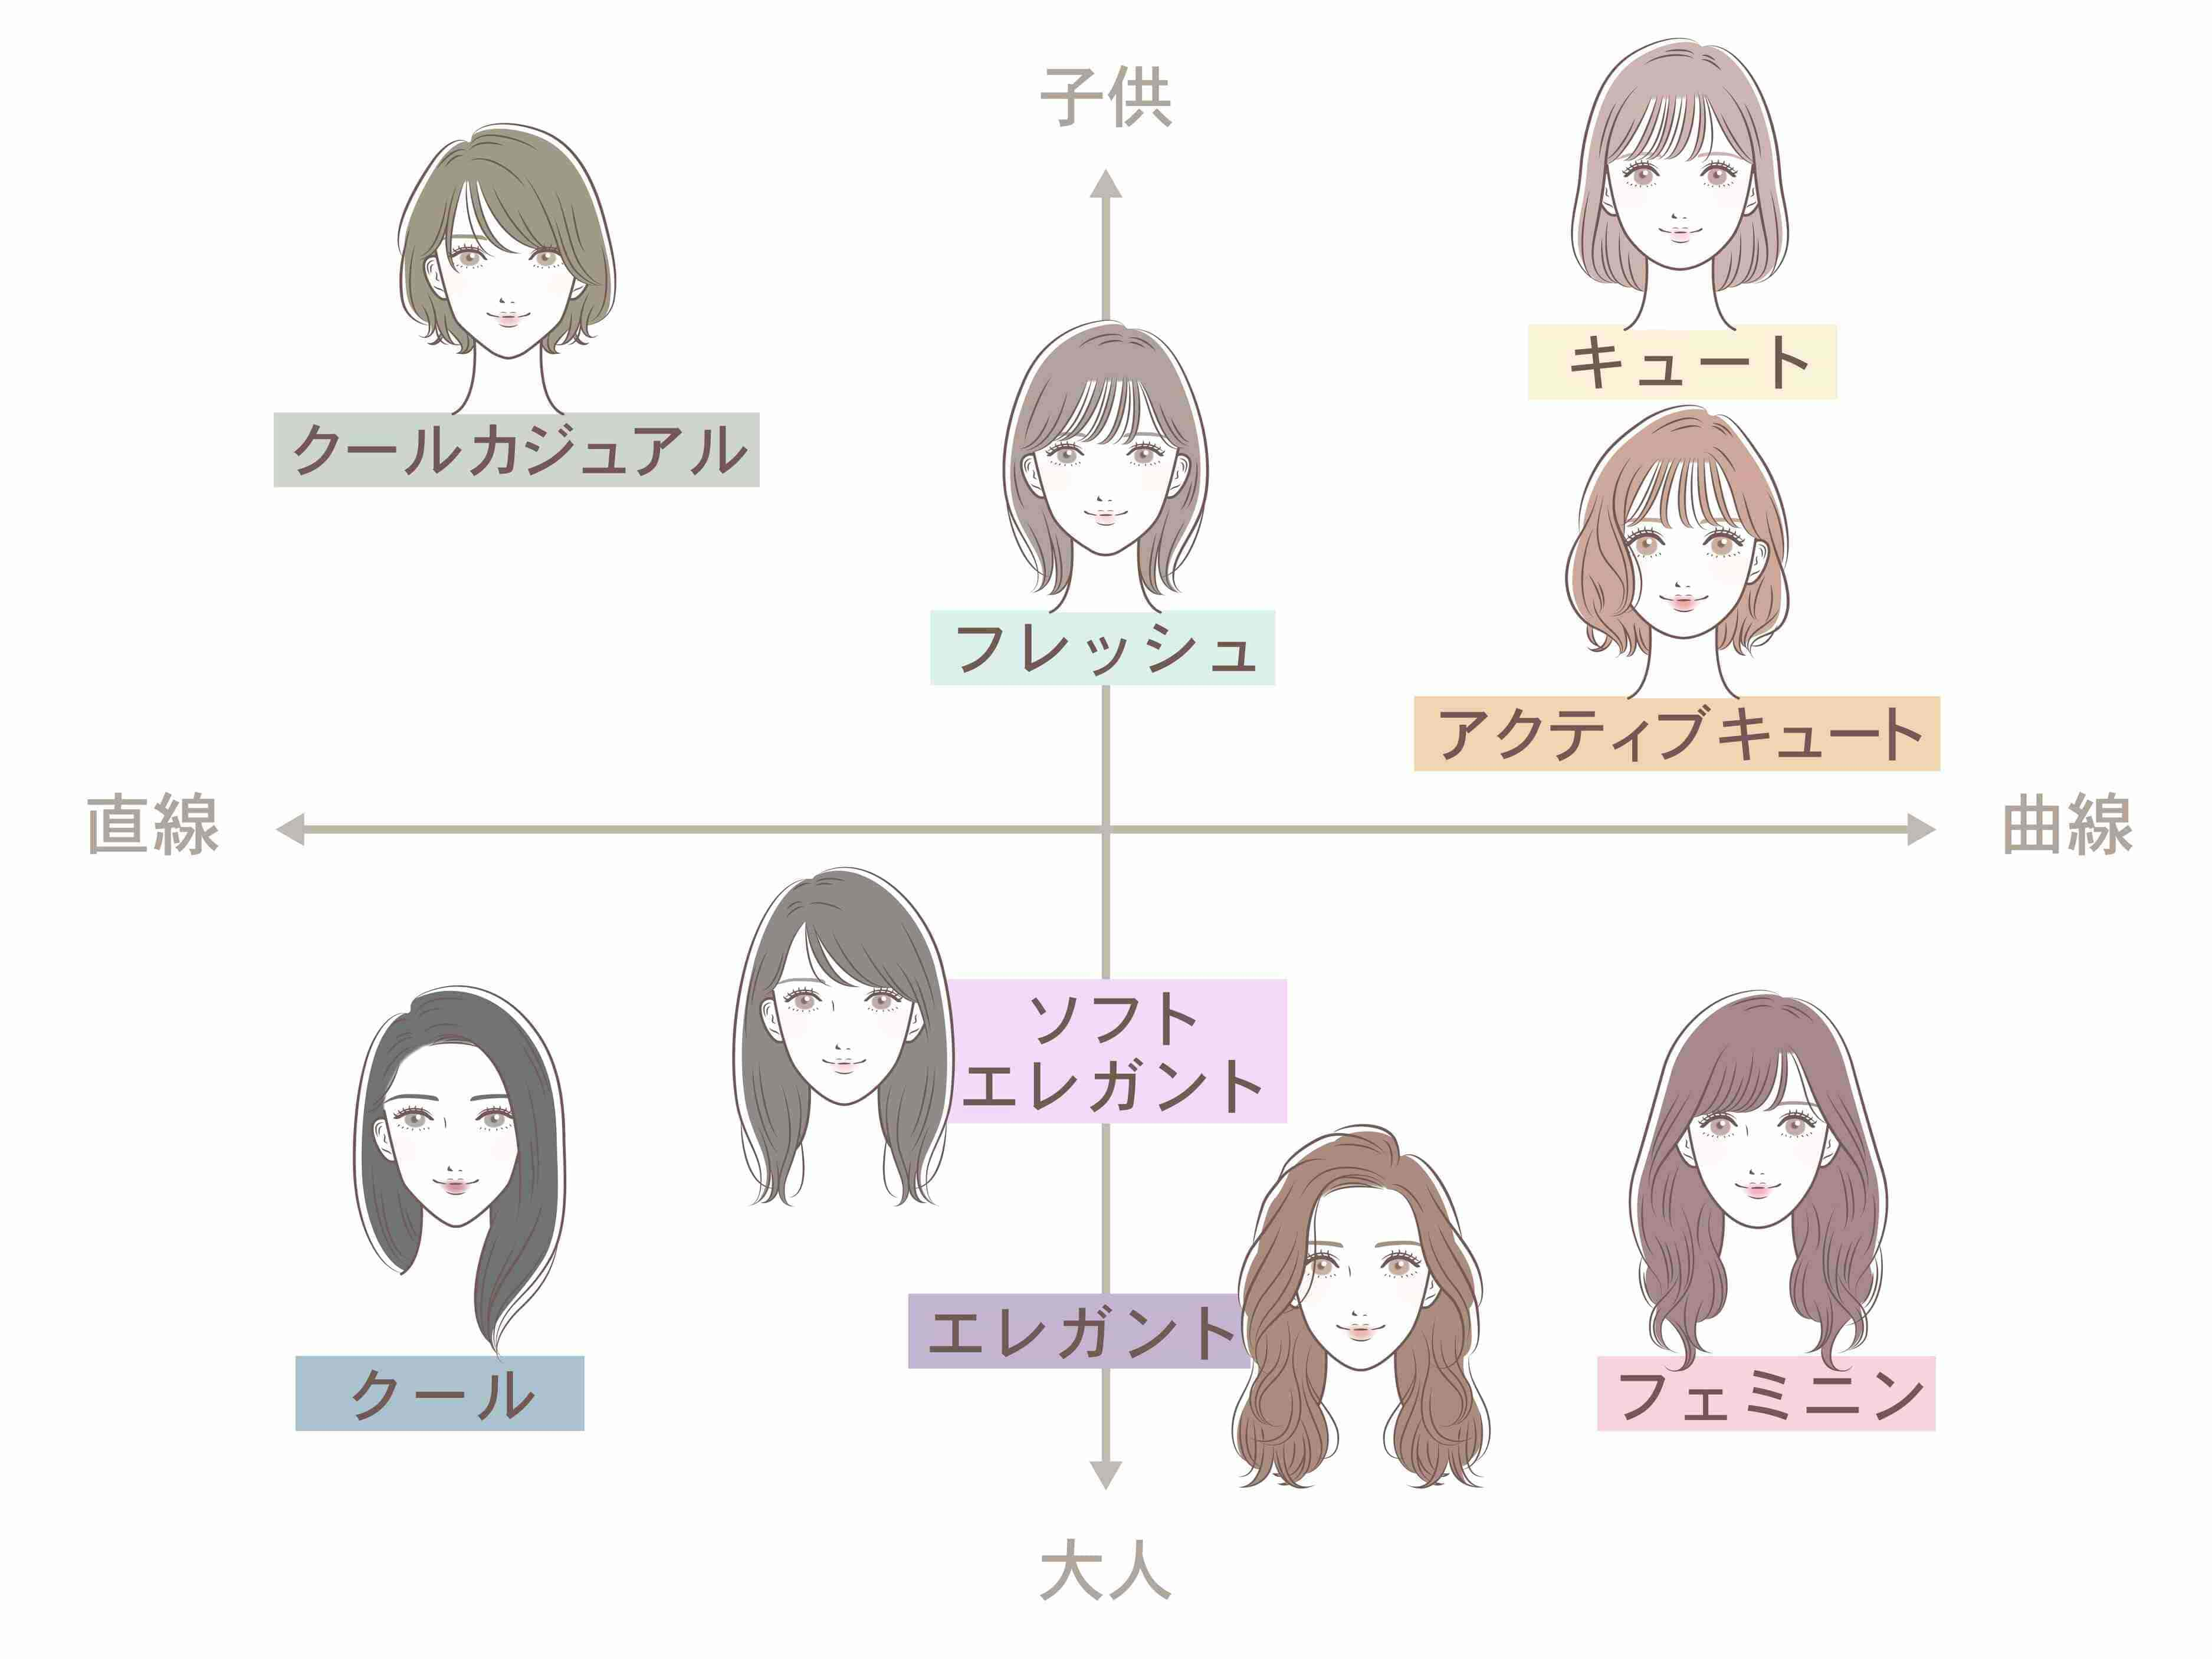 子供
キュート
クールカジュアル
フレッシュ
アクティブキュート
直線
曲線
ソフト
エレガント
エレガント
クール
フェミニン
大人